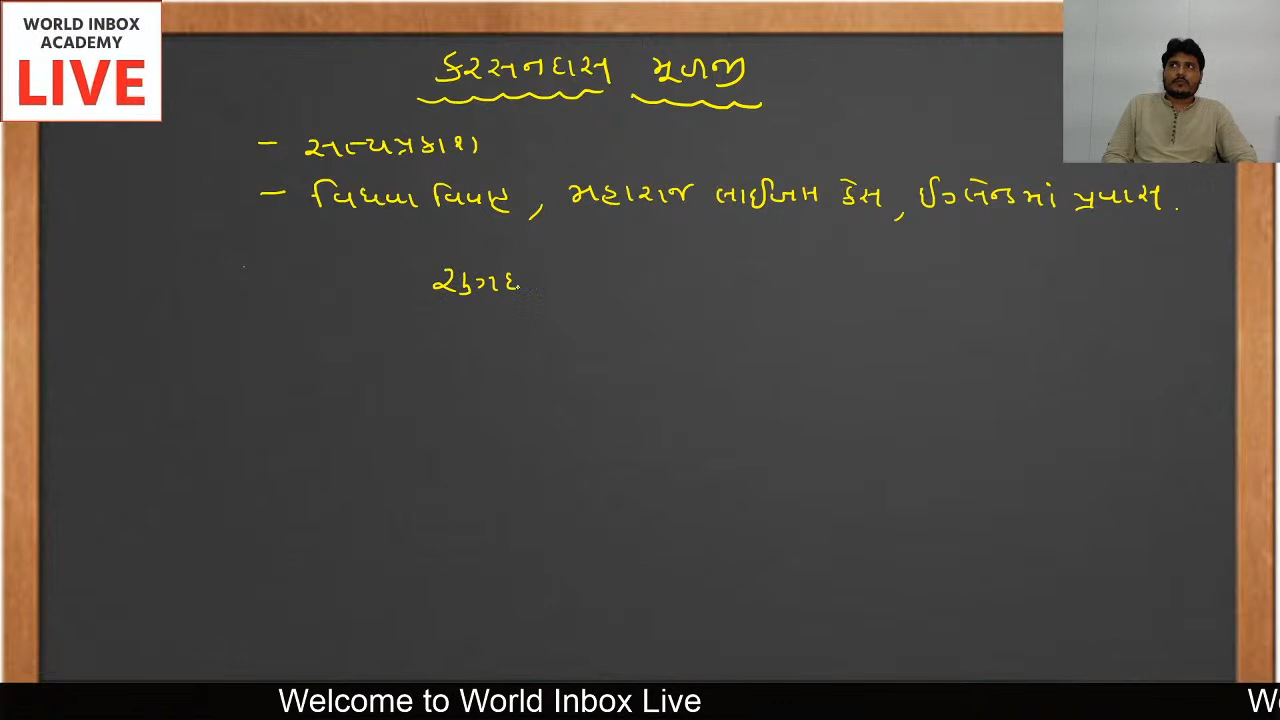 WORLD INBOX
ACADEMY
LIVE
કરસનદાસ મૂળજી
- સત્યપ્રકાશ
- વિધવા વિવાહ, મહારાજ લાઈબલ કેસ, ઈંગ્લેન્ડમાં પ્રવાસ.
Welcome to World Inbox Live